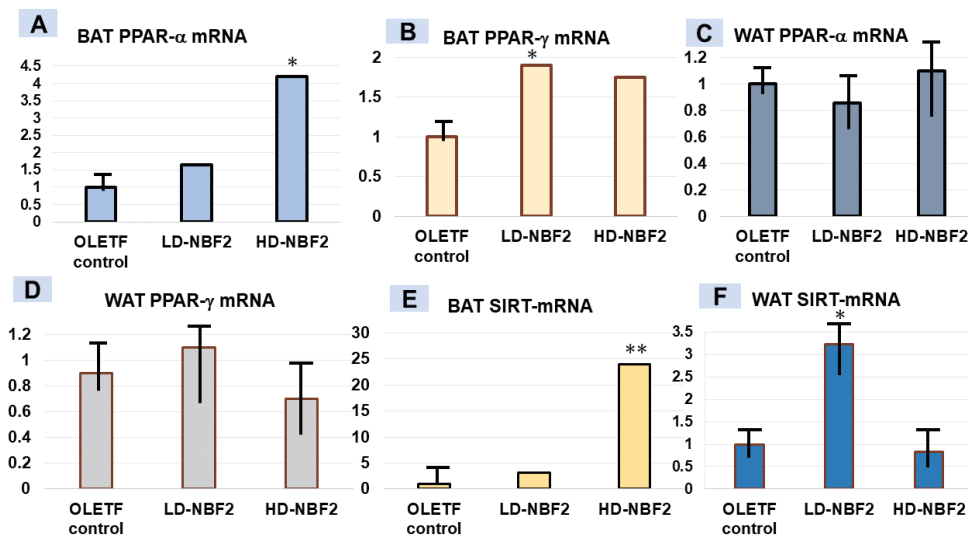 A
BAT PPAR-α mRNA
4.5
4
3.5
3
2.5
2
1.5
1
0.5
0
*
OLETF
control
LD-NBF2
HD-NBF2
B
BAT PPAR-γ mRNA
2
1.5
1
0.5
0
*
OLETF
control
LD-NBF2
HD-NBF2
C
WAT PPAR-α mRNA
1.2
1
0.8
0.6
0.4
0.2
0
OLETF
control
LD-NBF2
HD-NBF2
D
WAT PPAR-γ mRNA
1.2
1
0.8
0.6
0.4
0.2
0
OLETF
control
LD-NBF2
HD-NBF2
E
BAT SIRT-mRNA
30
25
20
15
10
5
0
**
OLETF
control
LD-NBF2
HD-NBF2
F
WAT SIRT-mRNA
3.5
3
2.5
2
1.5
1
0.5
0
*
OLETF
control
LD-NBF2
HD-NBF2